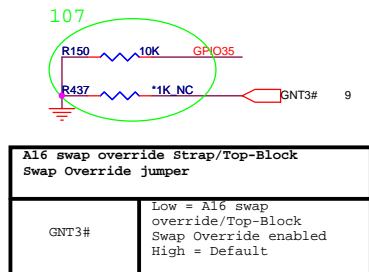 107
R150 10K GPIO35
R437 *1K_NC GNT3# 9
A16 swap override Strap/Top-Block
Swap Override jumper
GNT3#
Low = A16 swap
override/Top-Block
Swap Override enabled
High = Default